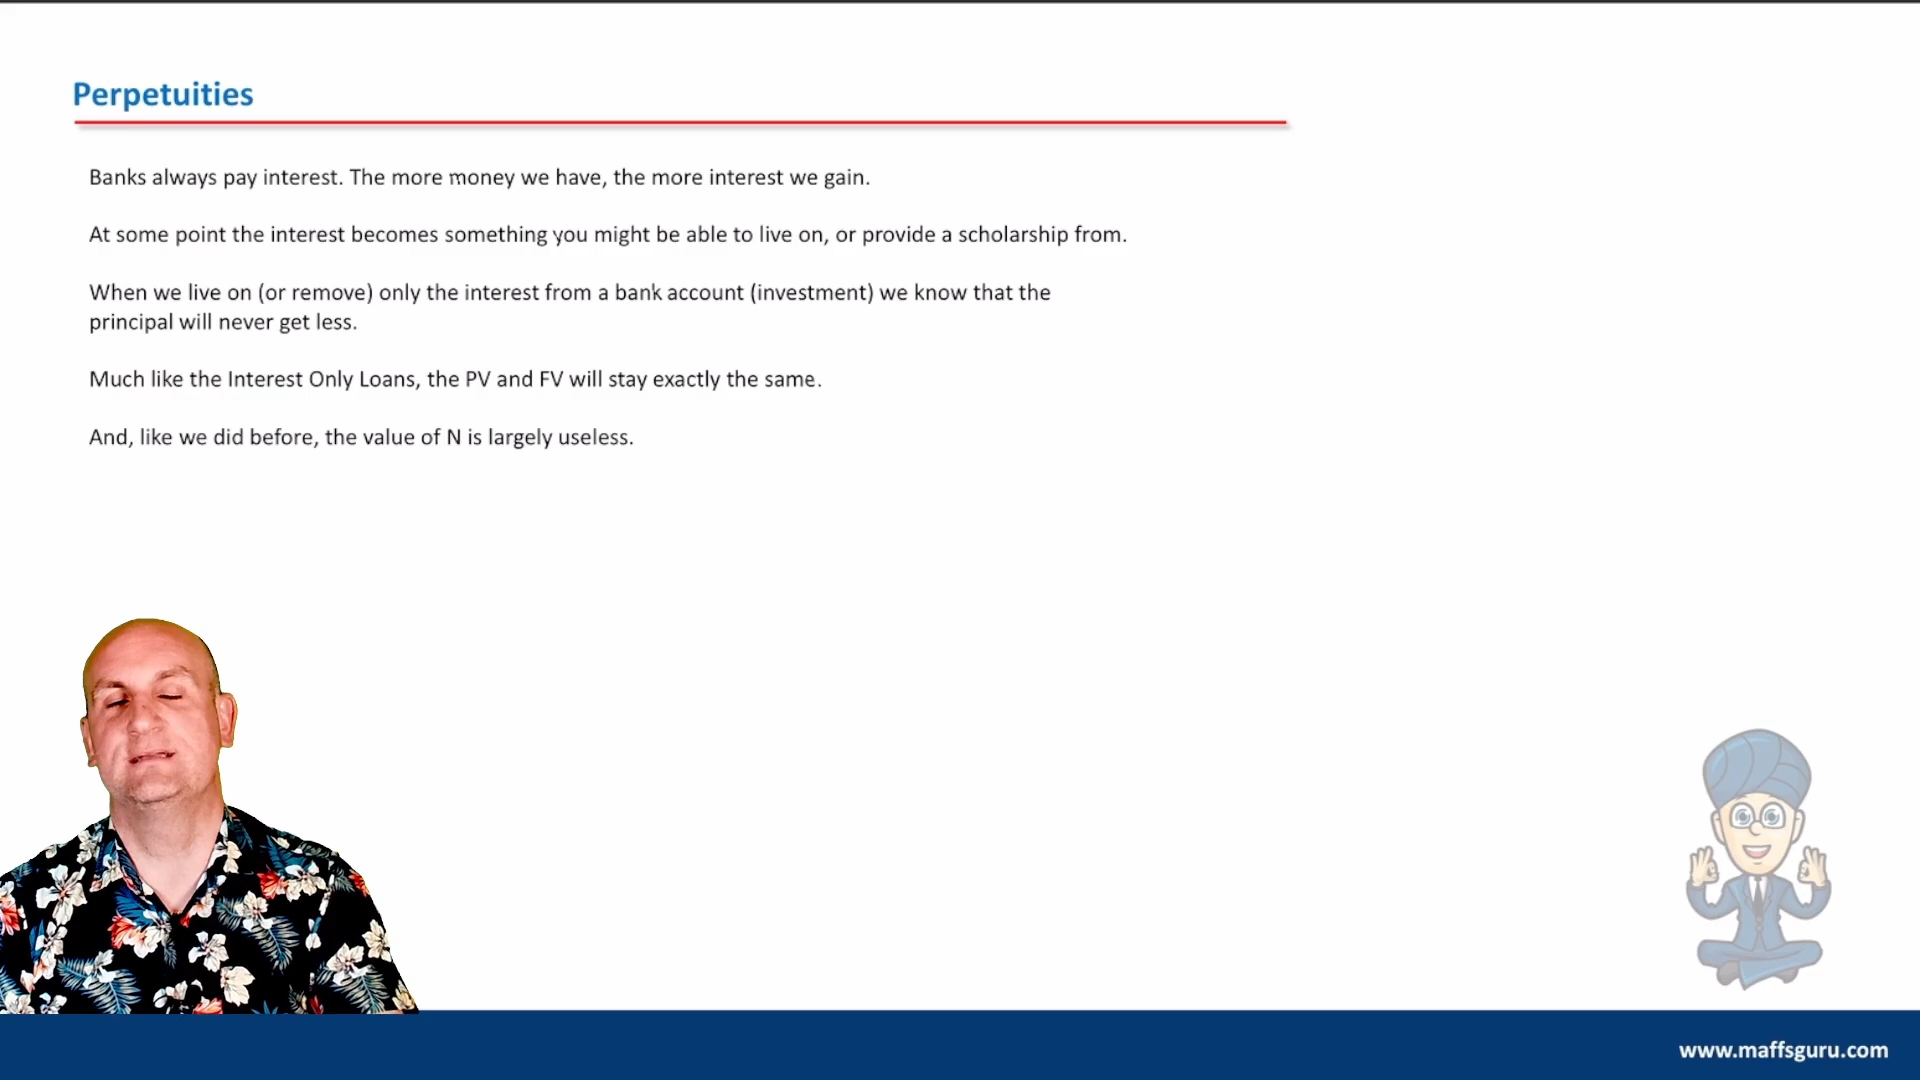 Perpetuities
Banks always pay interest. The more money we have, the more interest we gain.
At some point the interest becomes something you might be able to live on, or provide a scholarship from.
When we live on (or remove) only the interest from a bank account (investment) we know that the
principal will never get less.
Much like the Interest Only Loans, the PV and FV will stay exactly the same.
And, like we did before, the value of N is largely useless.
www.maffsguru.com